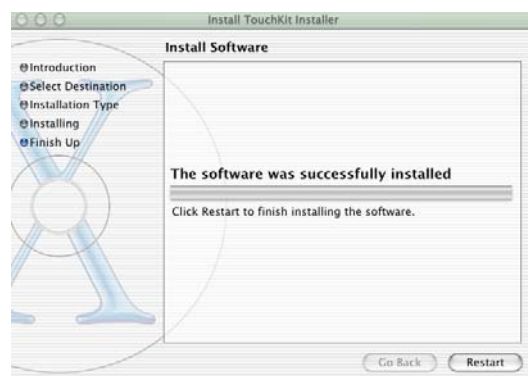 Install TouchKit Installer
Install Software
Introduction
Select Destination
Installation Type
Installing
Finish Up
The software was successfully installed
Click Restart to finish installing the software.
Go Back
Restart